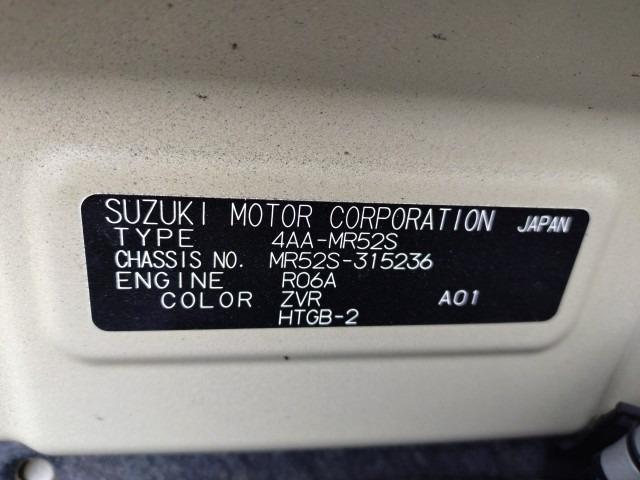 SUZUKI MOTOR CORPORATION JAPAN
TYPE 4AA-MR52S
CHASSIS NO. MR52S-315236
ENGINE R06A
COLOR ZVR A01
HTGB-2